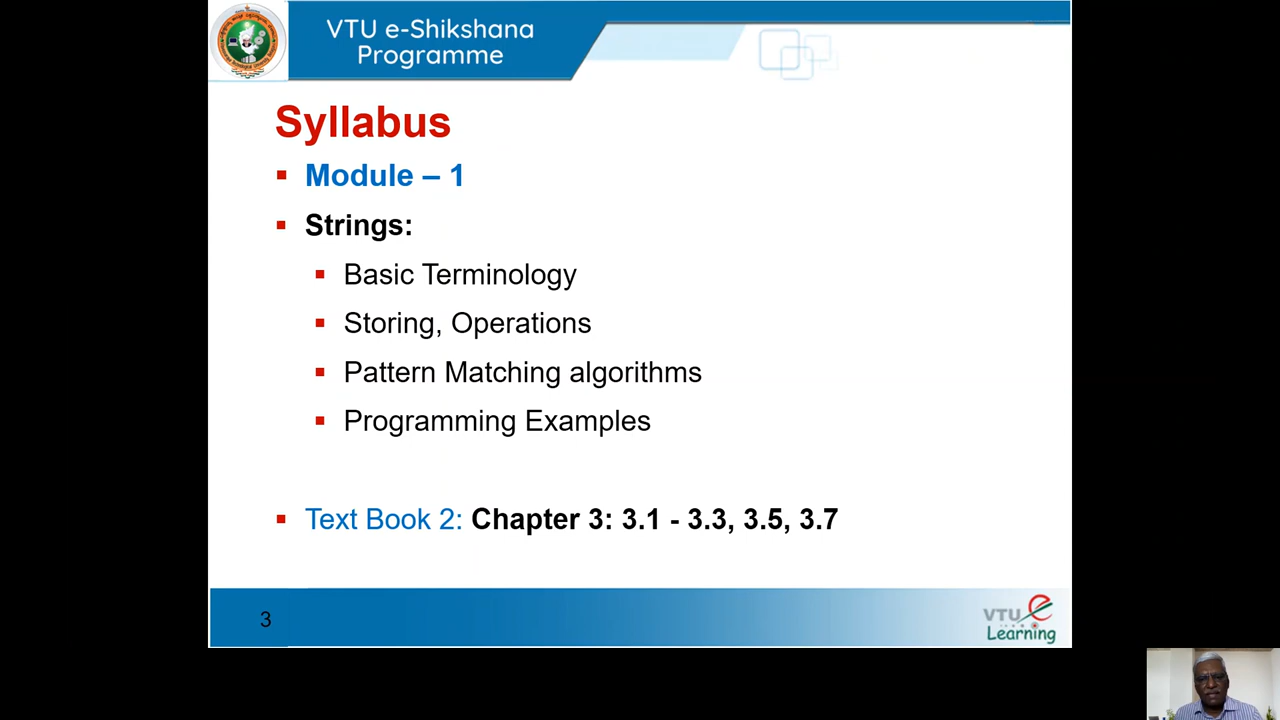 VTU e-Shikshana
Programme
Syllabus
Module – 1
Strings:
Basic Terminology
Storing, Operations
Pattern Matching algorithms
Programming Examples
Text Book 2: Chapter 3: 3.1 - 3.3, 3.5, 3.7
3
VTU e
Learning